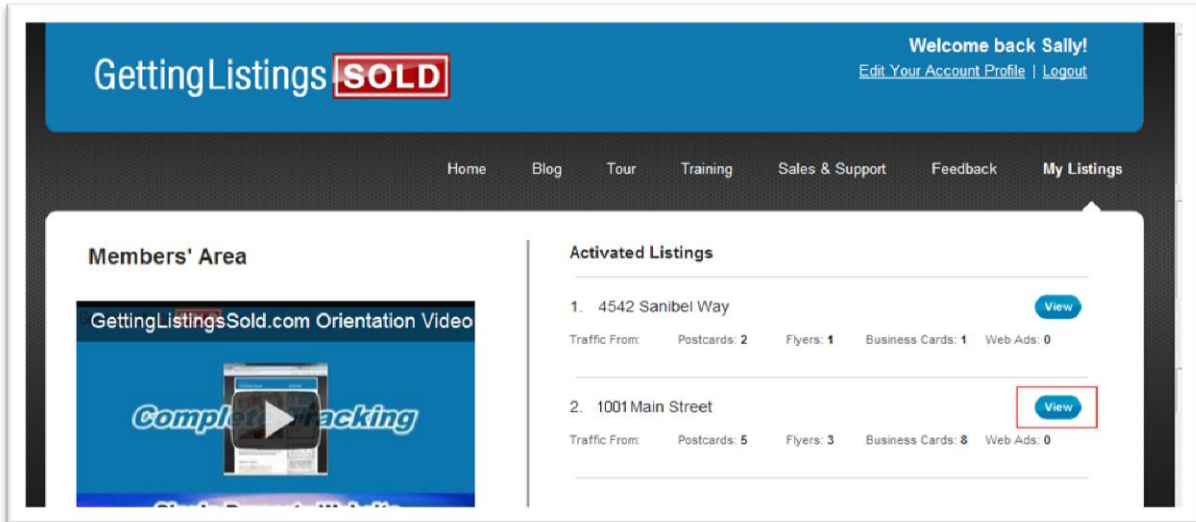 Welcome back Sally!
GettingListings SOLD
Edit Your Account Profile | Logout
Home Blog Tour Training Sales & Support Feedback My Listings
Members' Area
GettingListingsSold.com Orientation Video
Complete Tracking
Activated Listings
1. 4542 Sanibel Way View
Traffic From: Postcards: 2 Flyers: 1 Business Cards: 1 Web Ads: 0
2. 1001 Main Street View
Traffic From: Postcards: 5 Flyers: 3 Business Cards: 8 Web Ads: 0